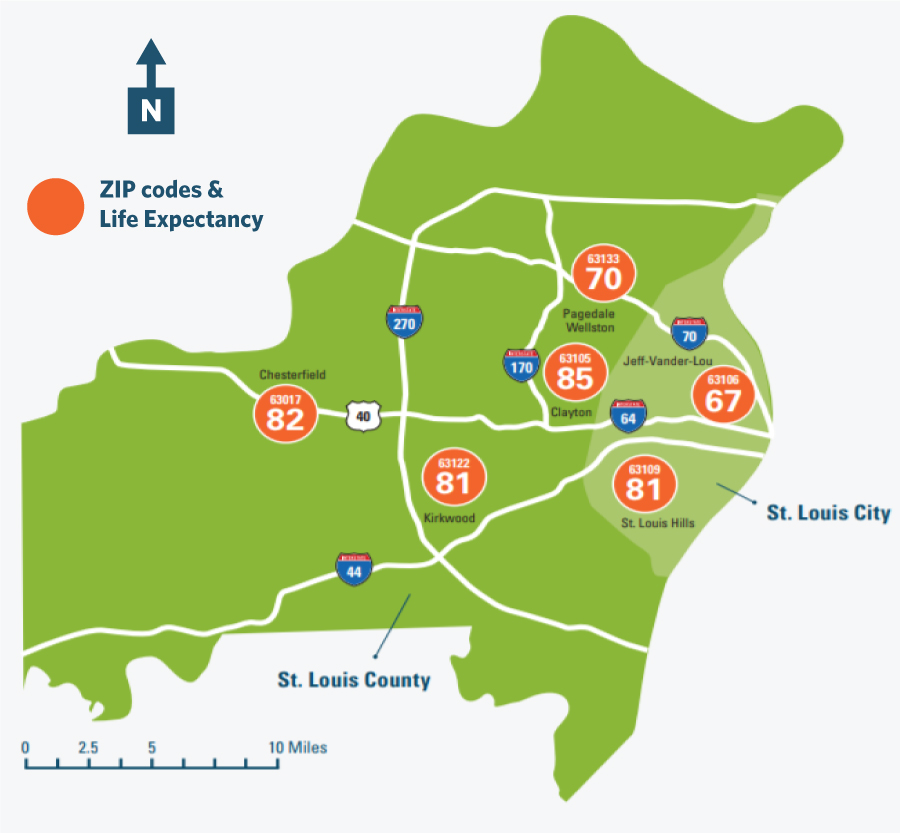 N
ZIP codes &
Life Expectancy
63133
70
Pagedale
Wellston
270
70
Jeff-Vander-Lou
170
63105
85
Clayton
63106
67
Chesterfield
63017
82
40
64
63122
81
Kirkwood
63109
81
St. Louis Hills
St. Louis City
44
St. Louis County
0 2.5 5 10 Miles